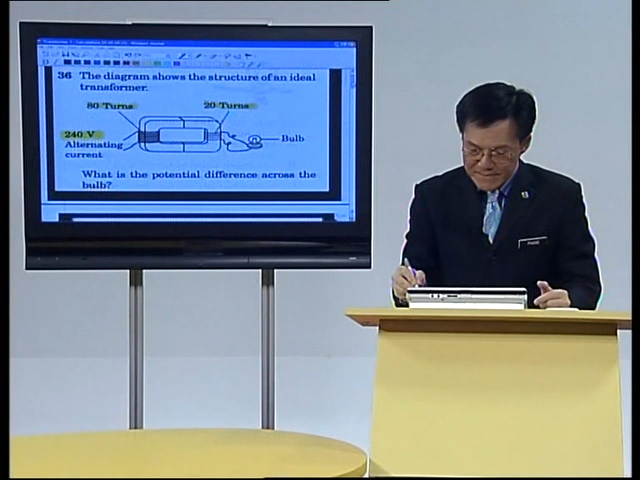 36 The diagram shows the structure of an ideal
transformer.
80 Turns
20 Turns
240 V
Alternating
current
Bulb
What is the potential difference across the
bulb?